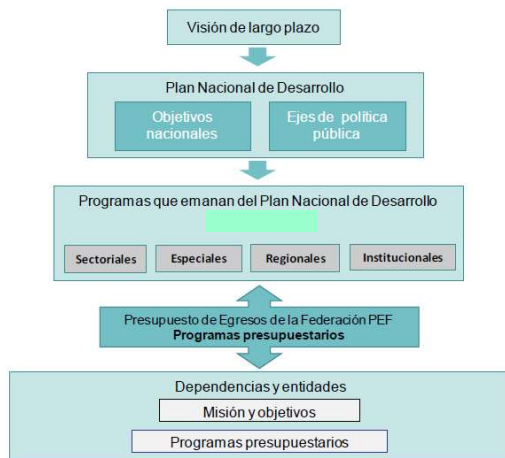 Visión de largo plazo
Plan Nacional de Desarrollo
Objetivos
nacionales
Ejes de política
pública
Programas que emanan del Plan Nacional de Desarrollo
Sectoriales
Especiales
Regionales
Institucionales
Presupuesto de Egresos de la Federación PEF
Programas presupuestarios
Dependencias y entidades
Misión y objetivos
Programas presupuestarios